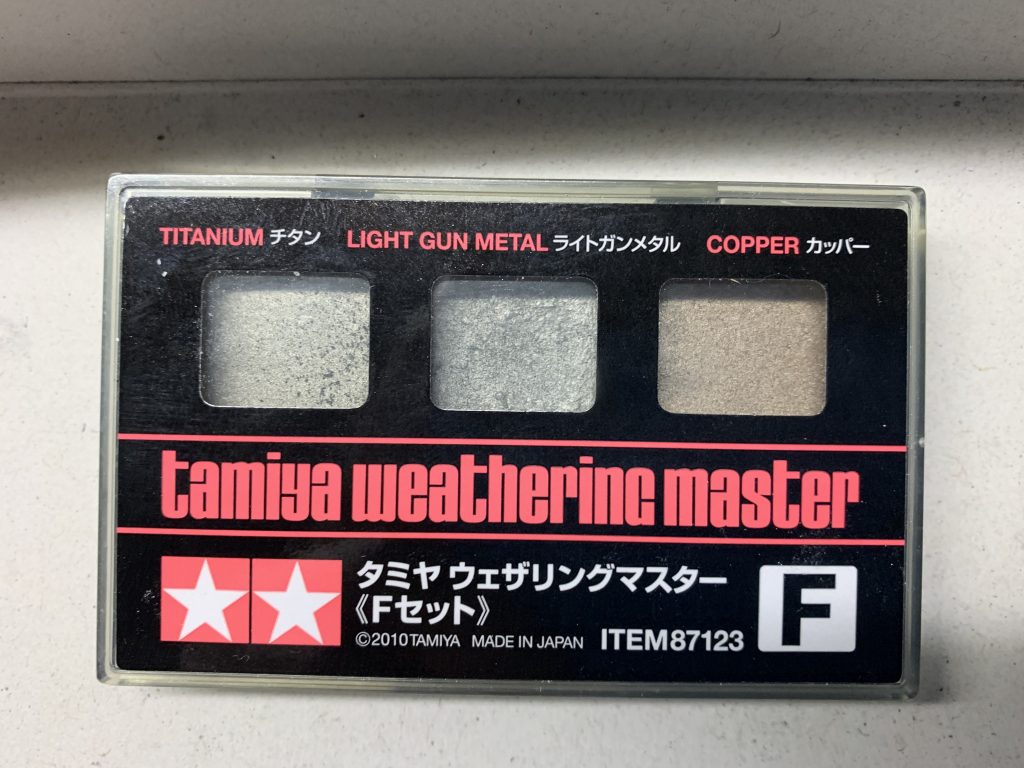 TITANIUM チタン LIGHT GUN METAL ライトガンメタル COPPER カッパー
tamiya weathering master
タミヤ ウェザリングマスター
《Fセット》
©2010TAMIYA MADE IN JAPAN ITEM87123
F